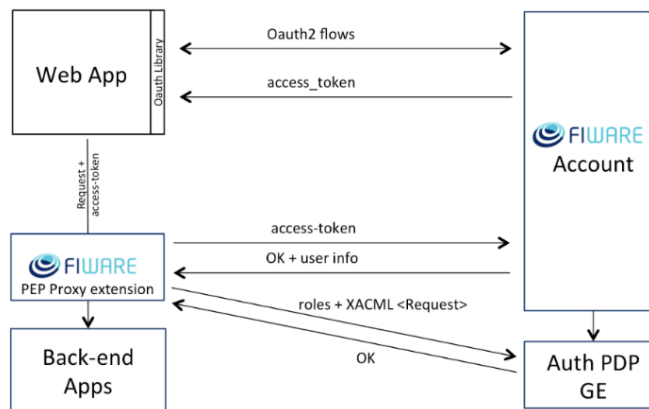 Oauth2 flows
Web App
Oauth Library
access_token
FIWARE
Account
Request +
access-token
access-token
FIWARE
PEP Proxy extension
OK + user info
roles + XACML <Request>
OK
Back-end
Apps
Auth PDP
GE